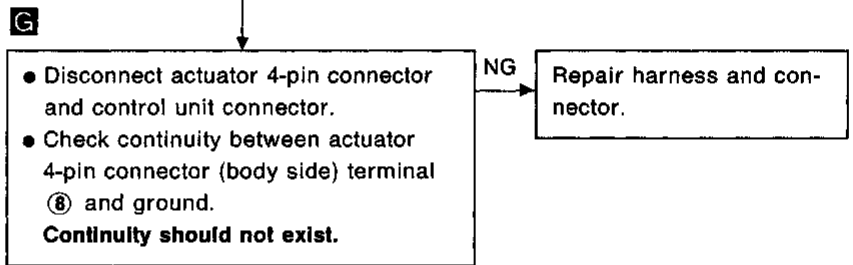 G
● Disconnect actuator 4-pin connector
and control unit connector.
● Check continuity between actuator
4-pin connector (body side) terminal
⑧ and ground.
Continuity should not exist.
NG
Repair harness and con-
nector.